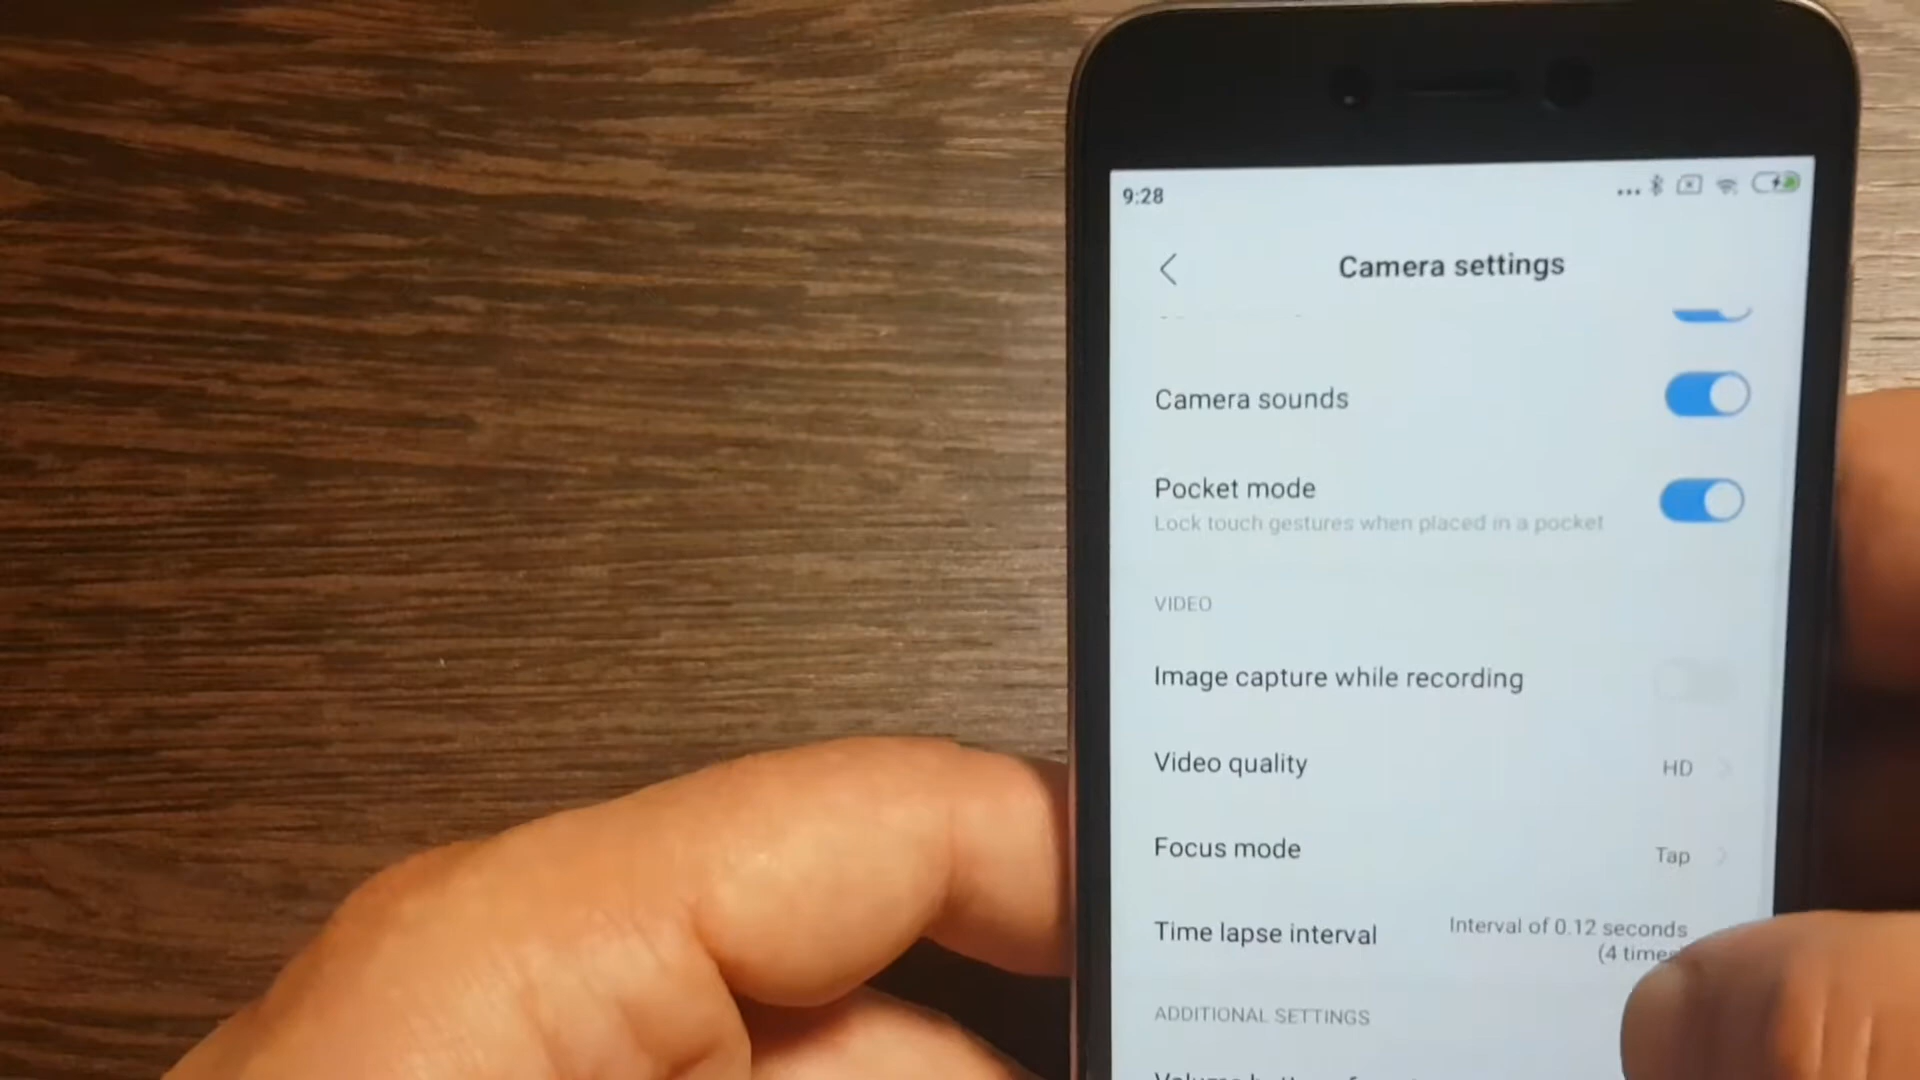 9:28
Camera settings
Camera sounds
Pocket mode
Lock touch gestures when placed in a pocket
VIDEO
Image capture while recording
Video quality
HD
Focus mode
Tap
Time lapse interval
Interval of 0.12 seconds
(4 times
ADDITIONAL SETTINGS